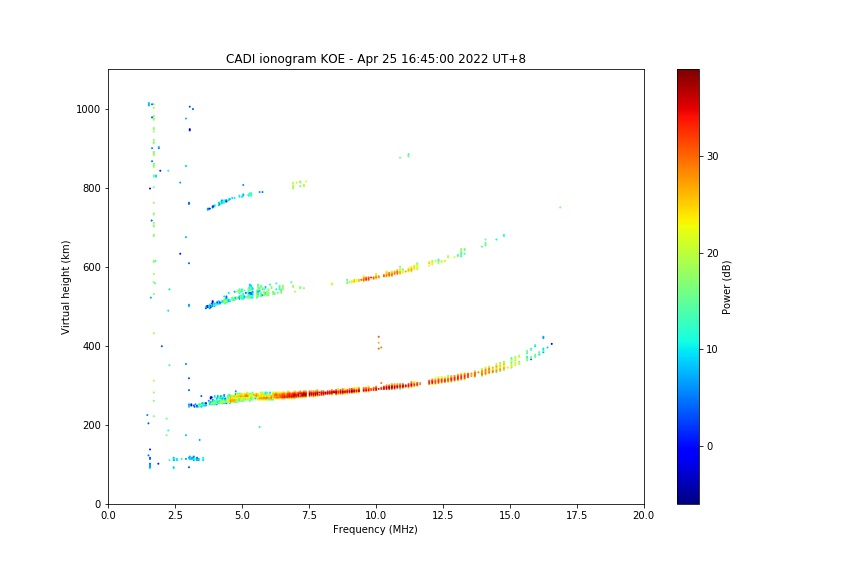 CADI ionogram KOE - Apr 25 16:45:00 2022 UT+8
1000
800
600
400
200
0
Virtual height (km)
0.0 2.5 5.0 7.5 10.0 12.5 15.0 17.5 20.0
Frequency (MHz)
30
20
10
0
Power (dB)